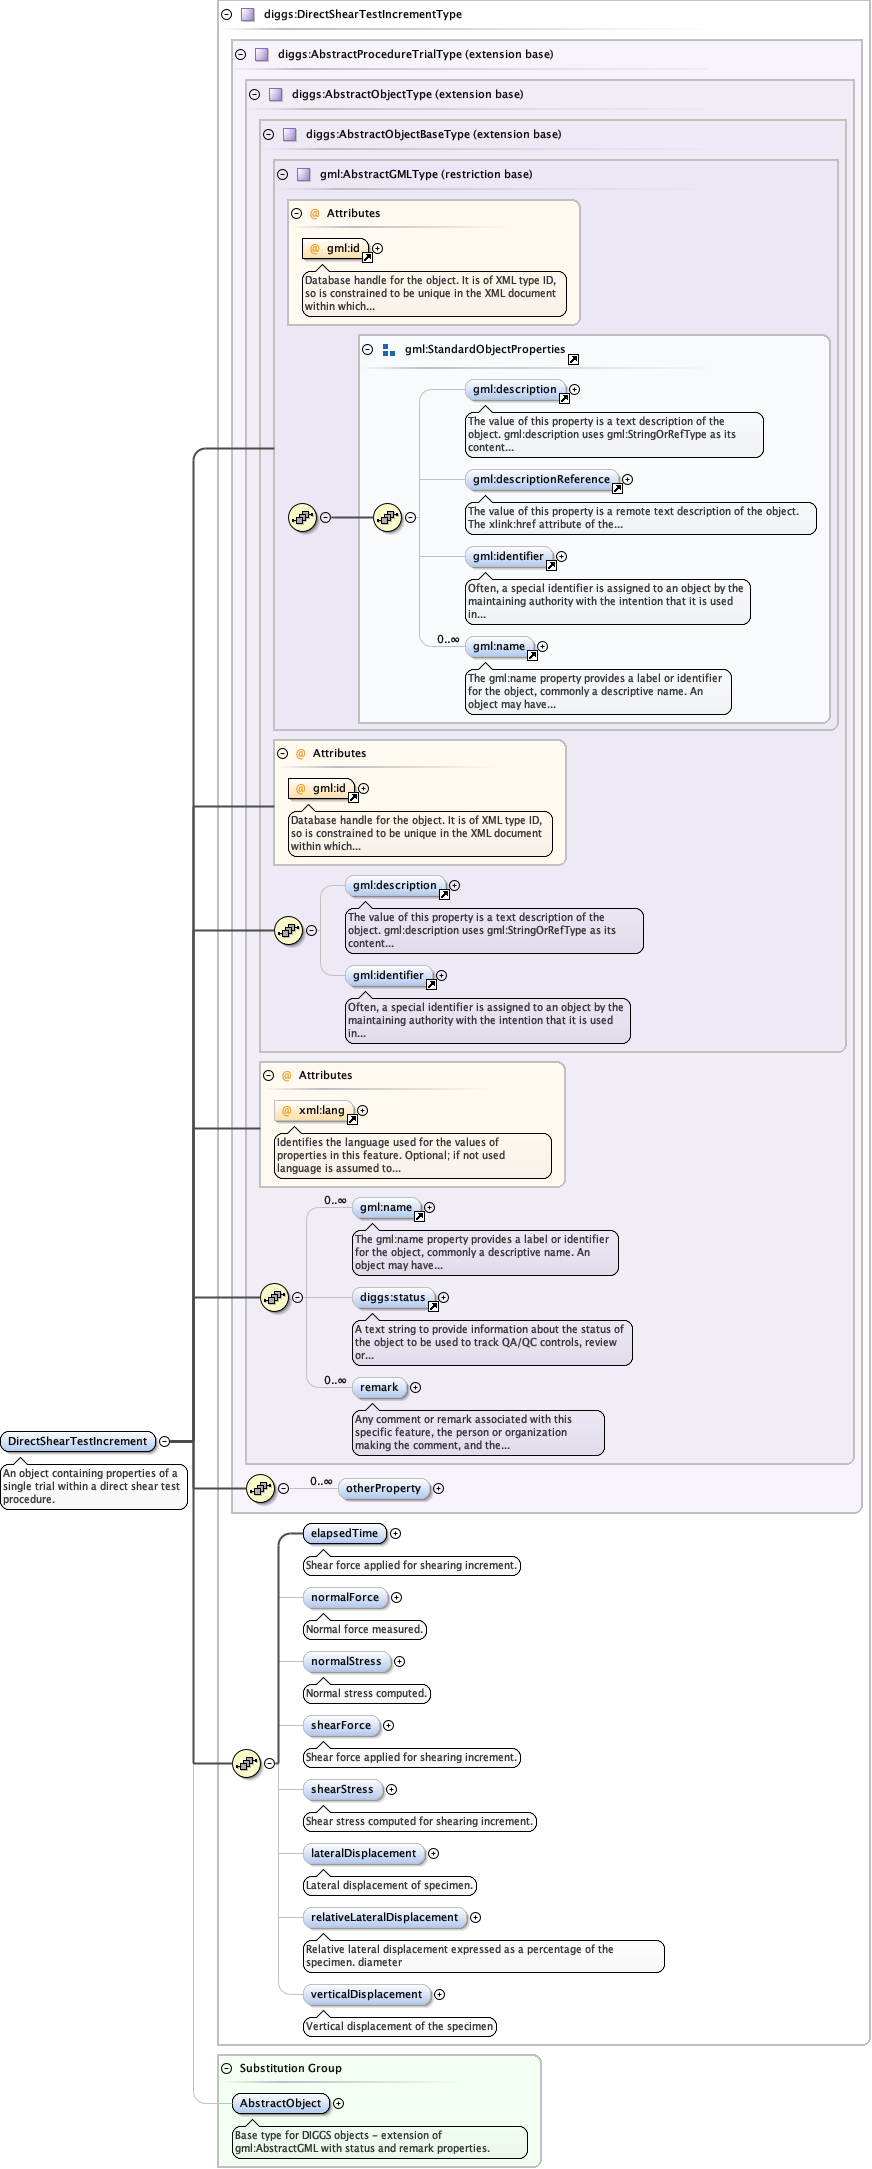 diggs:DirectShearTestIncrementType
diggs:AbstractProcedureTrialType (extension base)
diggs:AbstractObjectType (extension base)
diggs:AbstractObjectBaseType (extension base)
gml:AbstractGMLType (restriction base)
@ Attributes
@ gml:id
Database handle for the object. It is of XML type ID,
so is constrained to be unique in the XML document
within which...
gml:StandardObjectProperties
gml:description
The value of this property is a text description of the
object. gml:description uses gml:StringOrRefType as its
content...
gml:descriptionReference
The value of this property is a remote text description of the object.
The xlink:href attribute of the...
gml:identifier
Often, a special identifier is assigned to an object by the
maintaining authority with the intention that it is used
in...
0..∞
gml:name
The gml:name property provides a label or identifier
for the object, commonly a descriptive name. An
object may have...
@ Attributes
@ gml:id
Database handle for the object. It is of XML type ID,
so is constrained to be unique in the XML document
within which...
gml:description
The value of this property is a text description of the
object. gml:description uses gml:StringOrRefType as its
content...
gml:identifier
Often, a special identifier is assigned to an object by the
maintaining authority with the intention that it is used
in...
@ Attributes
@ xml:lang
Identifies the language used for the values of
properties in this feature. Optional; if not used
language is assumed to...
0..∞
gml:name
The gml:name property provides a label or identifier
for the object, commonly a descriptive name. An
object may have...
diggs:status
A text string to provide information about the status of
the object to be used to track QA/QC controls, review
or...
0..∞
remark
Any comment or remark associated with this
specific feature, the person or organization
making the comment, and the...
DirectShearTestIncrement
An object containing properties of a
single trial within a direct shear test
procedure.
0..∞
otherProperty
elapsedTime
Shear force applied for shearing increment.
normalForce
Normal force measured.
normalStress
Normal stress computed.
shearForce
Shear force applied for shearing increment.
shearStress
Shear stress computed for shearing increment.
lateralDisplacement
Lateral displacement of specimen.
relativeLateralDisplacement
Relative lateral displacement expressed as a percentage of the
specimen. diameter
verticalDisplacement
Vertical displacement of the specimen
Substitution Group
AbstractObject
Base type for DIGGS objects - extension of
gml:AbstractGML with status and remark properties.